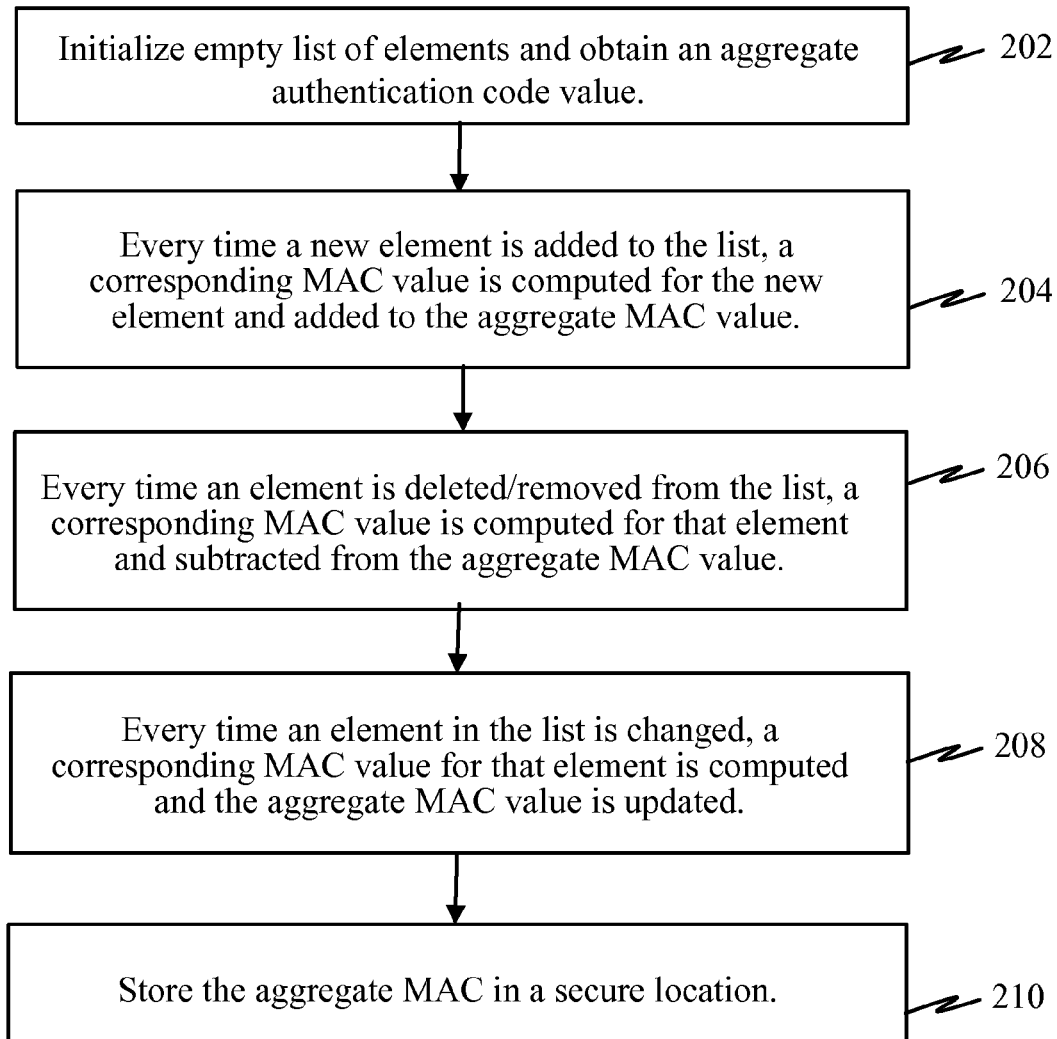 Initialize empty list of elements and obtain an aggregate
authentication code value.
202
Every time a new element is added to the list, a
corresponding MAC value is computed for the new
element and added to the aggregate MAC value.
204
Every time an element is deleted/removed from the list, a
corresponding MAC value is computed for that element
and subtracted from the aggregate MAC value.
206
Every time an element in the list is changed, a
corresponding MAC value for that element is computed
and the aggregate MAC value is updated.
208
Store the aggregate MAC in a secure location.
210